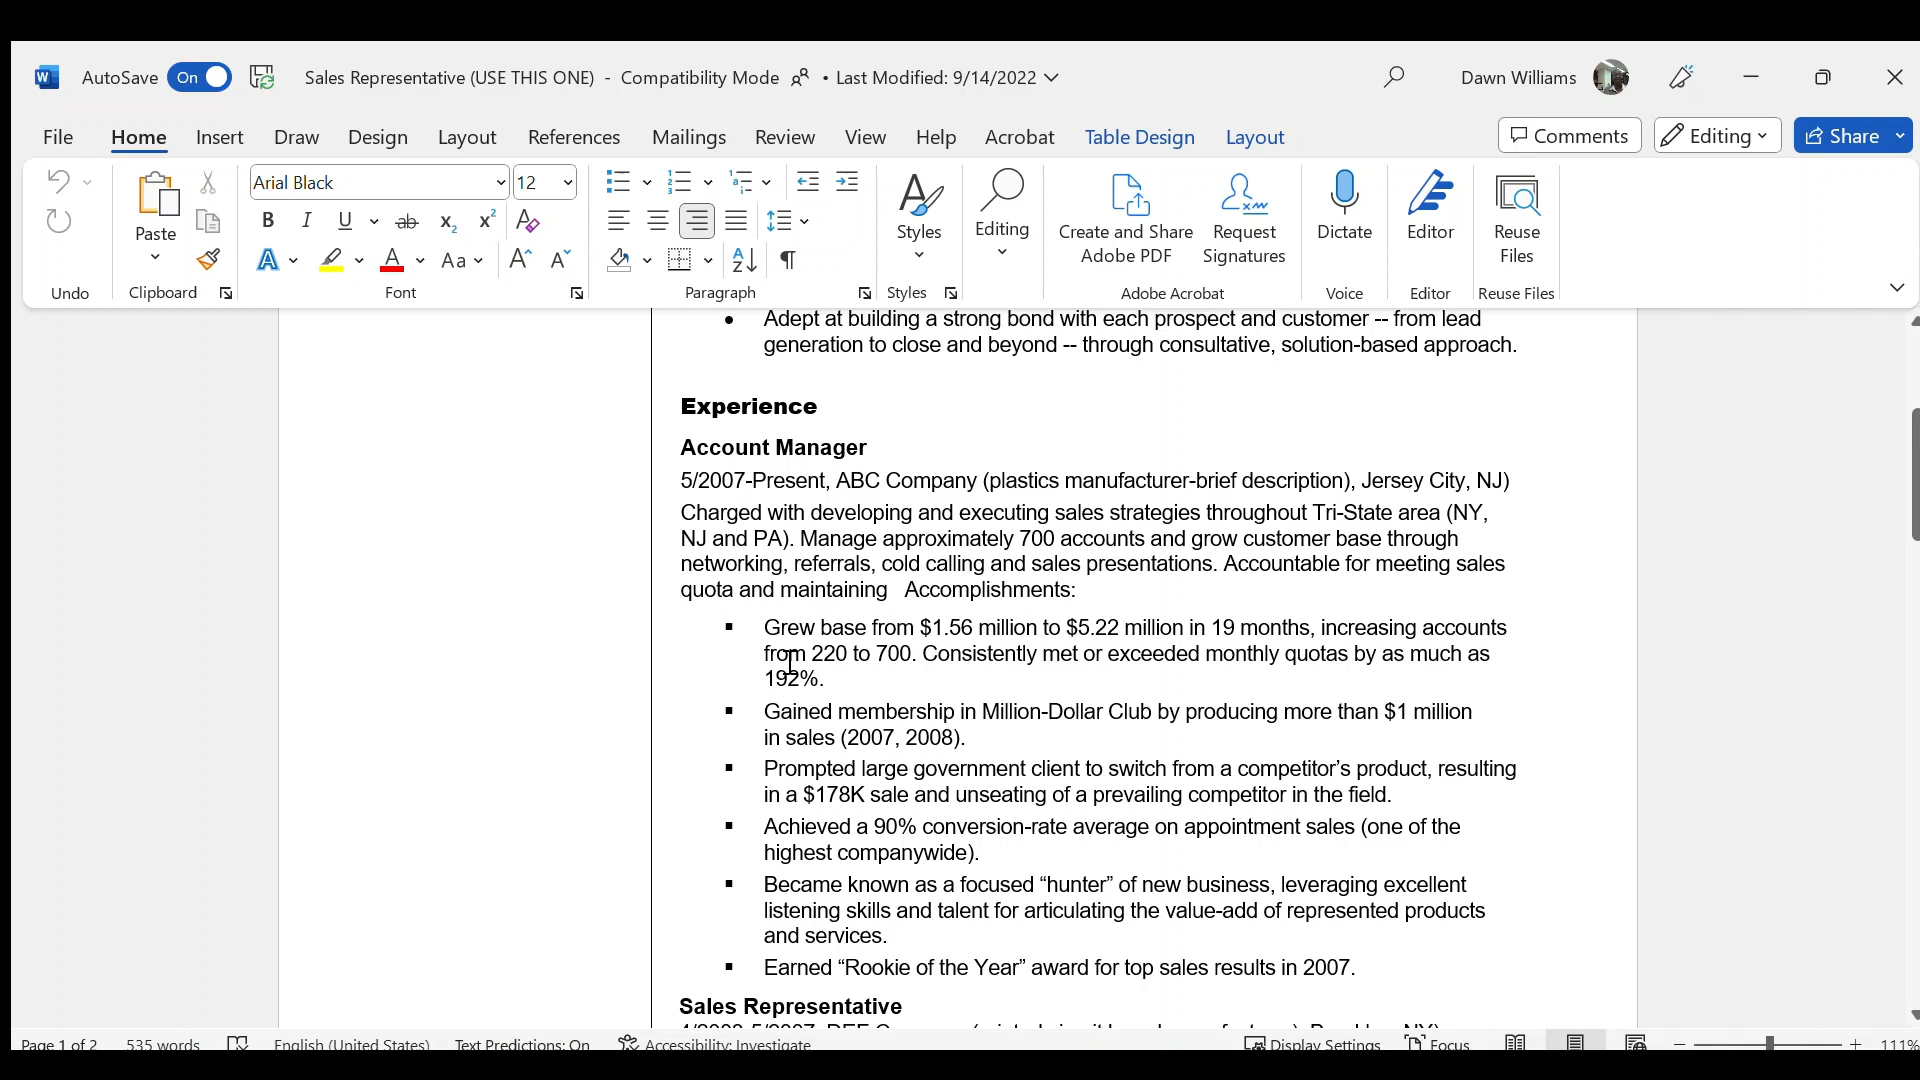 AutoSave On Sales Representative (USE THIS ONE) - Compatibility Mode • Last Modified: 9/14/2022 Dawn Williams
File Home Insert Draw Design Layout References Mailings Review View Help Acrobat Table Design Layout Comments Editing Share
Arial Black 12
Paste
Styles
Editing
Create and Share Adobe PDF
Request Signatures
Dictate
Editor
Reuse Files
Undo Clipboard Font Paragraph Styles Adobe Acrobat Voice Editor Reuse Files
• Adept at building a strong bond with each prospect and customer -- from lead
generation to close and beyond -- through consultative, solution-based approach.
Experience
Account Manager
5/2007-Present, ABC Company (plastics manufacturer-brief description), Jersey City, NJ)
Charged with developing and executing sales strategies throughout Tri-State area (NY,
NJ and PA). Manage approximately 700 accounts and grow customer base through
networking, referrals, cold calling and sales presentations. Accountable for meeting sales
quota and maintaining Accomplishments:
▪ Grew base from $1.56 million to $5.22 million in 19 months, increasing accounts
from 220 to 700. Consistently met or exceeded monthly quotas by as much as
192%.
▪ Gained membership in Million-Dollar Club by producing more than $1 million
in sales (2007, 2008).
▪ Prompted large government client to switch from a competitor’s product, resulting
in a $178K sale and unseating of a prevailing competitor in the field.
▪ Achieved a 90% conversion-rate average on appointment sales (one of the
highest companywide).
▪ Became known as a focused “hunter” of new business, leveraging excellent
listening skills and talent for articulating the value-add of represented products
and services.
▪ Earned “Rookie of the Year” award for top sales results in 2007.
Sales Representative
Page 1 of 2 535 words English (United States) Text Predictions: On Accessibility: Investigate Display Settings Focus 111%